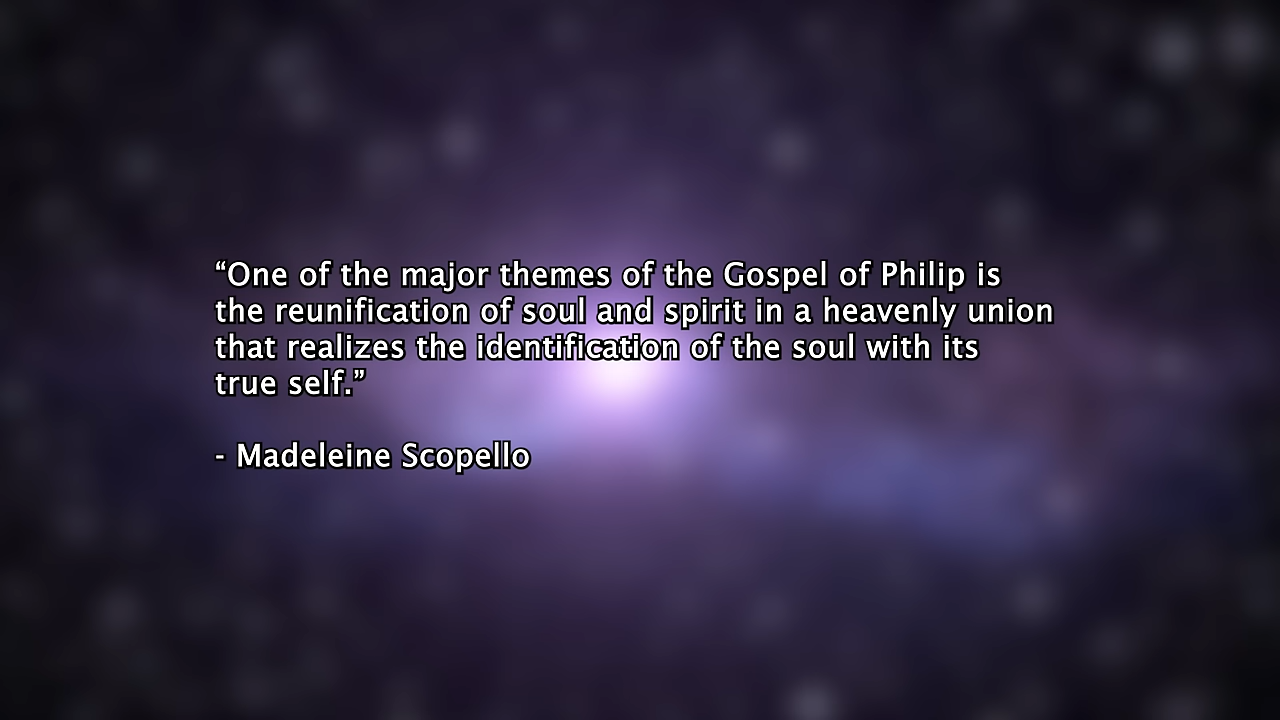 “One of the major themes of the Gospel of Philip is
the reunification of soul and spirit in a heavenly union
that realizes the identification of the soul with its
true self.”
- Madeleine Scopello